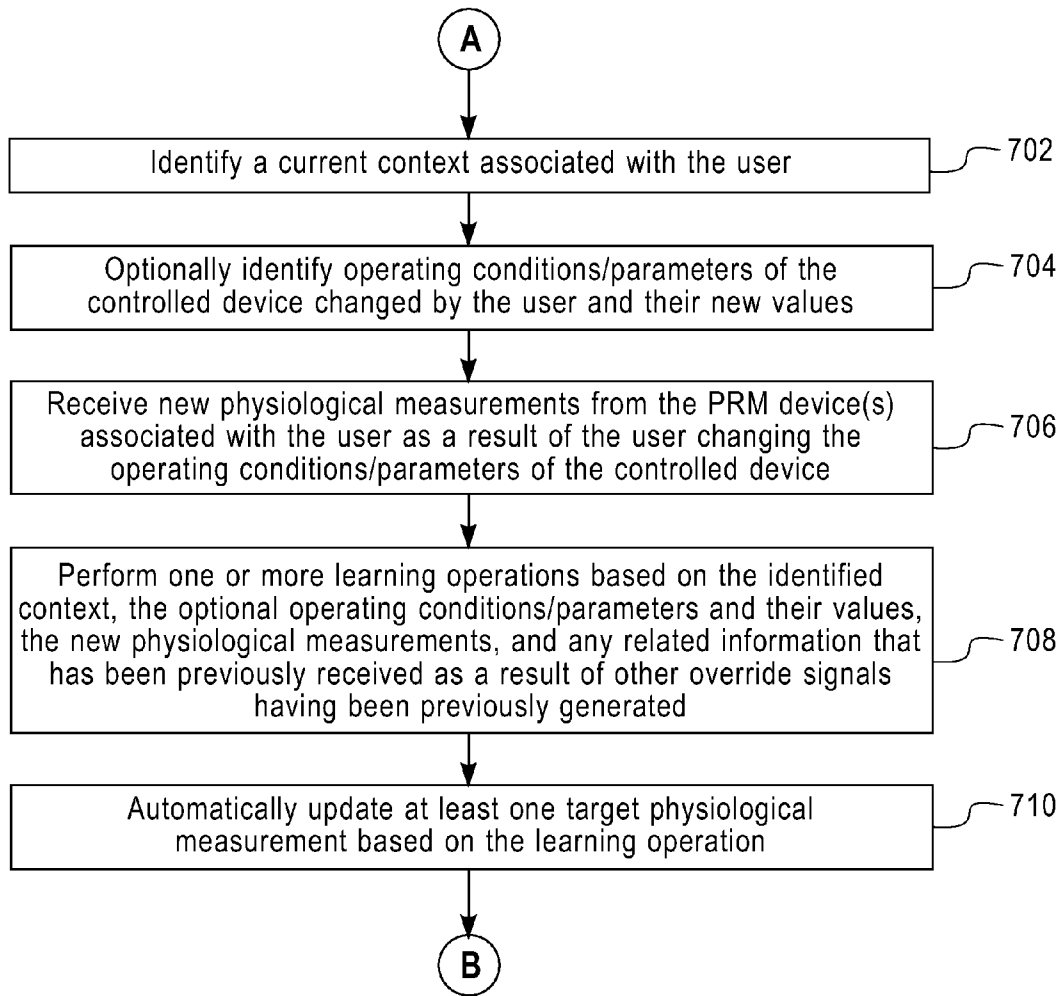 A
Identify a current context associated with the user
702
Optionally identify operating conditions/parameters of the
controlled device changed by the user and their new values
704
Receive new physiological measurements from the PRM device(s)
associated with the user as a result of the user changing the
operating conditions/parameters of the controlled device
706
Perform one or more learning operations based on the identified
context, the optional operating conditions/parameters and their values,
the new physiological measurements, and any related information that
has been previously received as a result of other override signals
having been previously generated
708
Automatically update at least one target physiological
measurement based on the learning operation
710
B